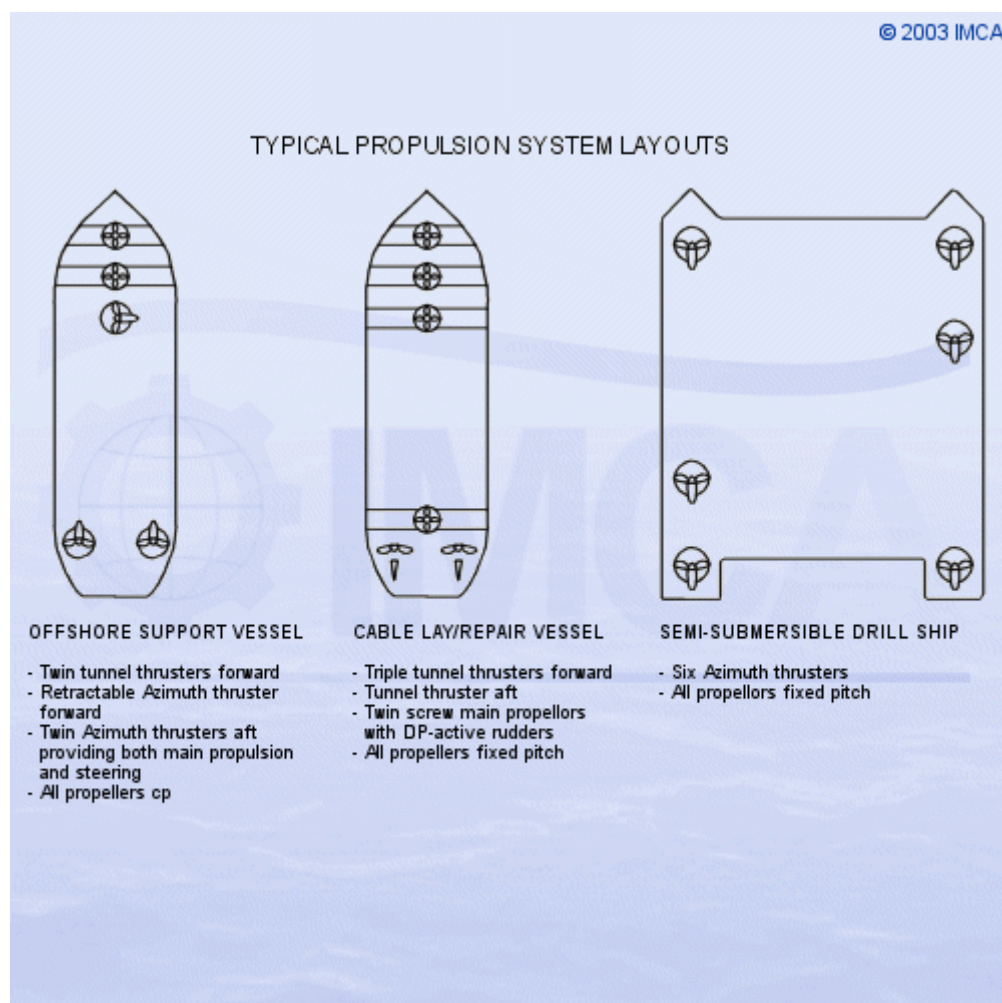 © 2003 IMCA
TYPICAL PROPULSION SYSTEM LAYOUTS
IMCA
OFFSHORE SUPPORT VESSEL
- Twin tunnel thrusters forward
- Retractable Azimuth thruster
forward
- Twin Azimuth thrusters aft
providing both main propulsion
and steering
- All propellers cp
CABLE LAY/REPAIR VESSEL
- Triple tunnel thrusters forward
- Tunnel thruster aft
- Twin screw main propellors
with DP-active rudders
- All propellers fixed pitch
SEMI-SUBMERSIBLE DRILL SHIP
- Six Azimuth thrusters
- All propellors fixed pitch